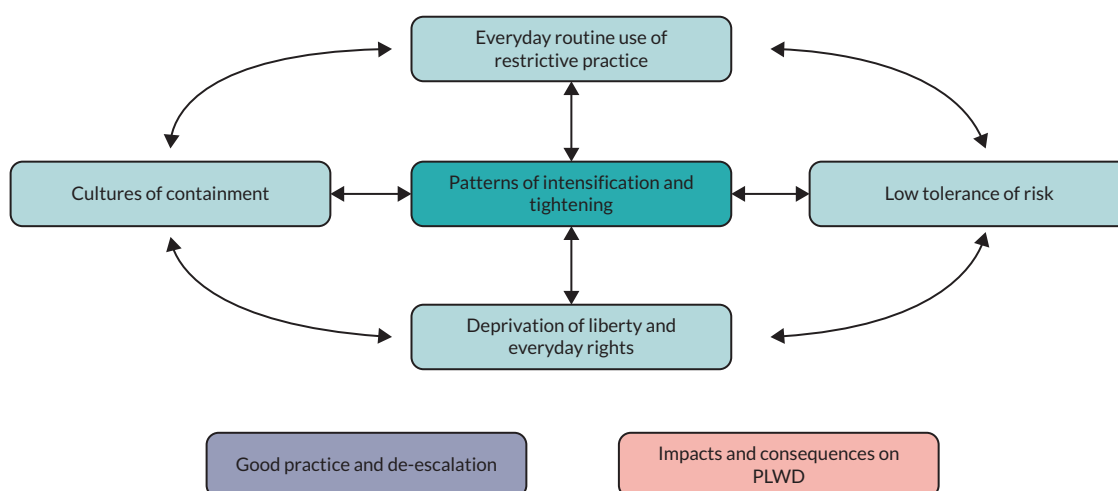 Everyday routine use of
restrictive practice
Cultures of containment
Patterns of intensification and
tightening
Low tolerance of risk
Deprivation of liberty and
everyday rights
Good practice and de-escalation
Impacts and consequences on
PLWD